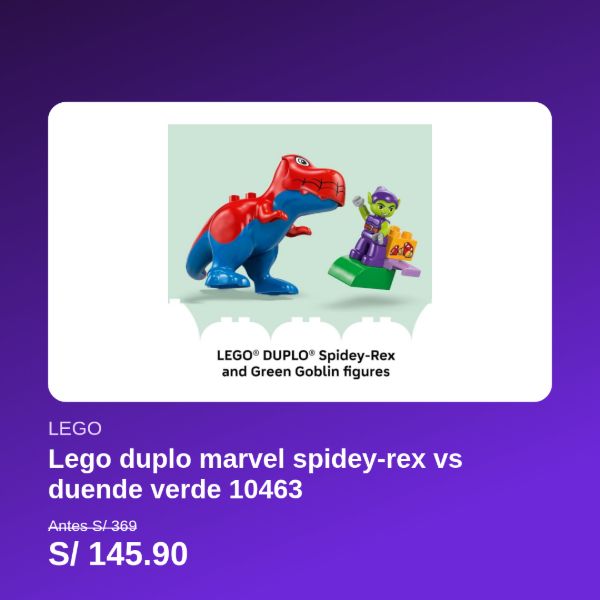 LEGO® DUPLO® Spidey-Rex
and Green Goblin figures
LEGO
Lego duplo marvel spidey-rex vs
duende verde 10463
Antes S/ 369
S/ 145.90